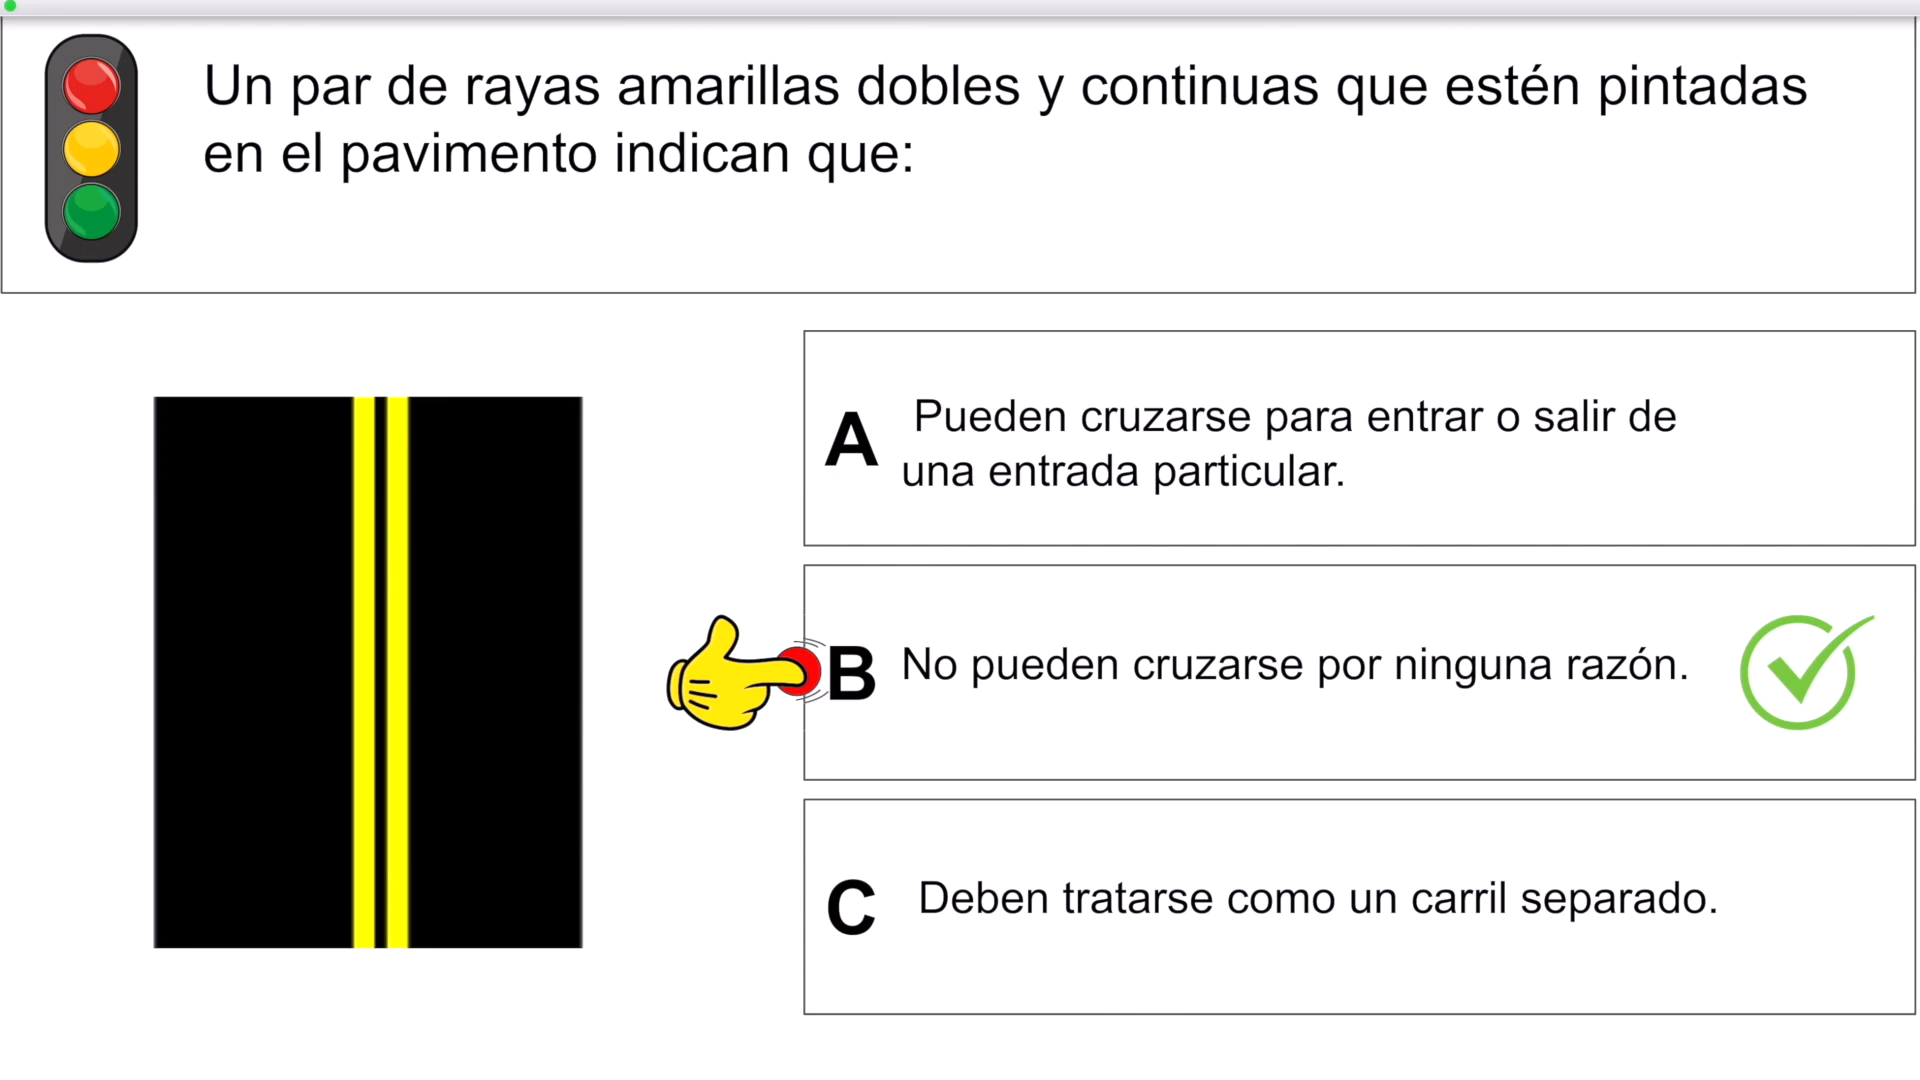 Un par de rayas amarillas dobles y continuas que estén pintadas
en el pavimento indican que:
A
Pueden cruzarse para entrar o salir de
una entrada particular.
B
No pueden cruzarse por ninguna razón.
C
Deben tratarse como un carril separado.